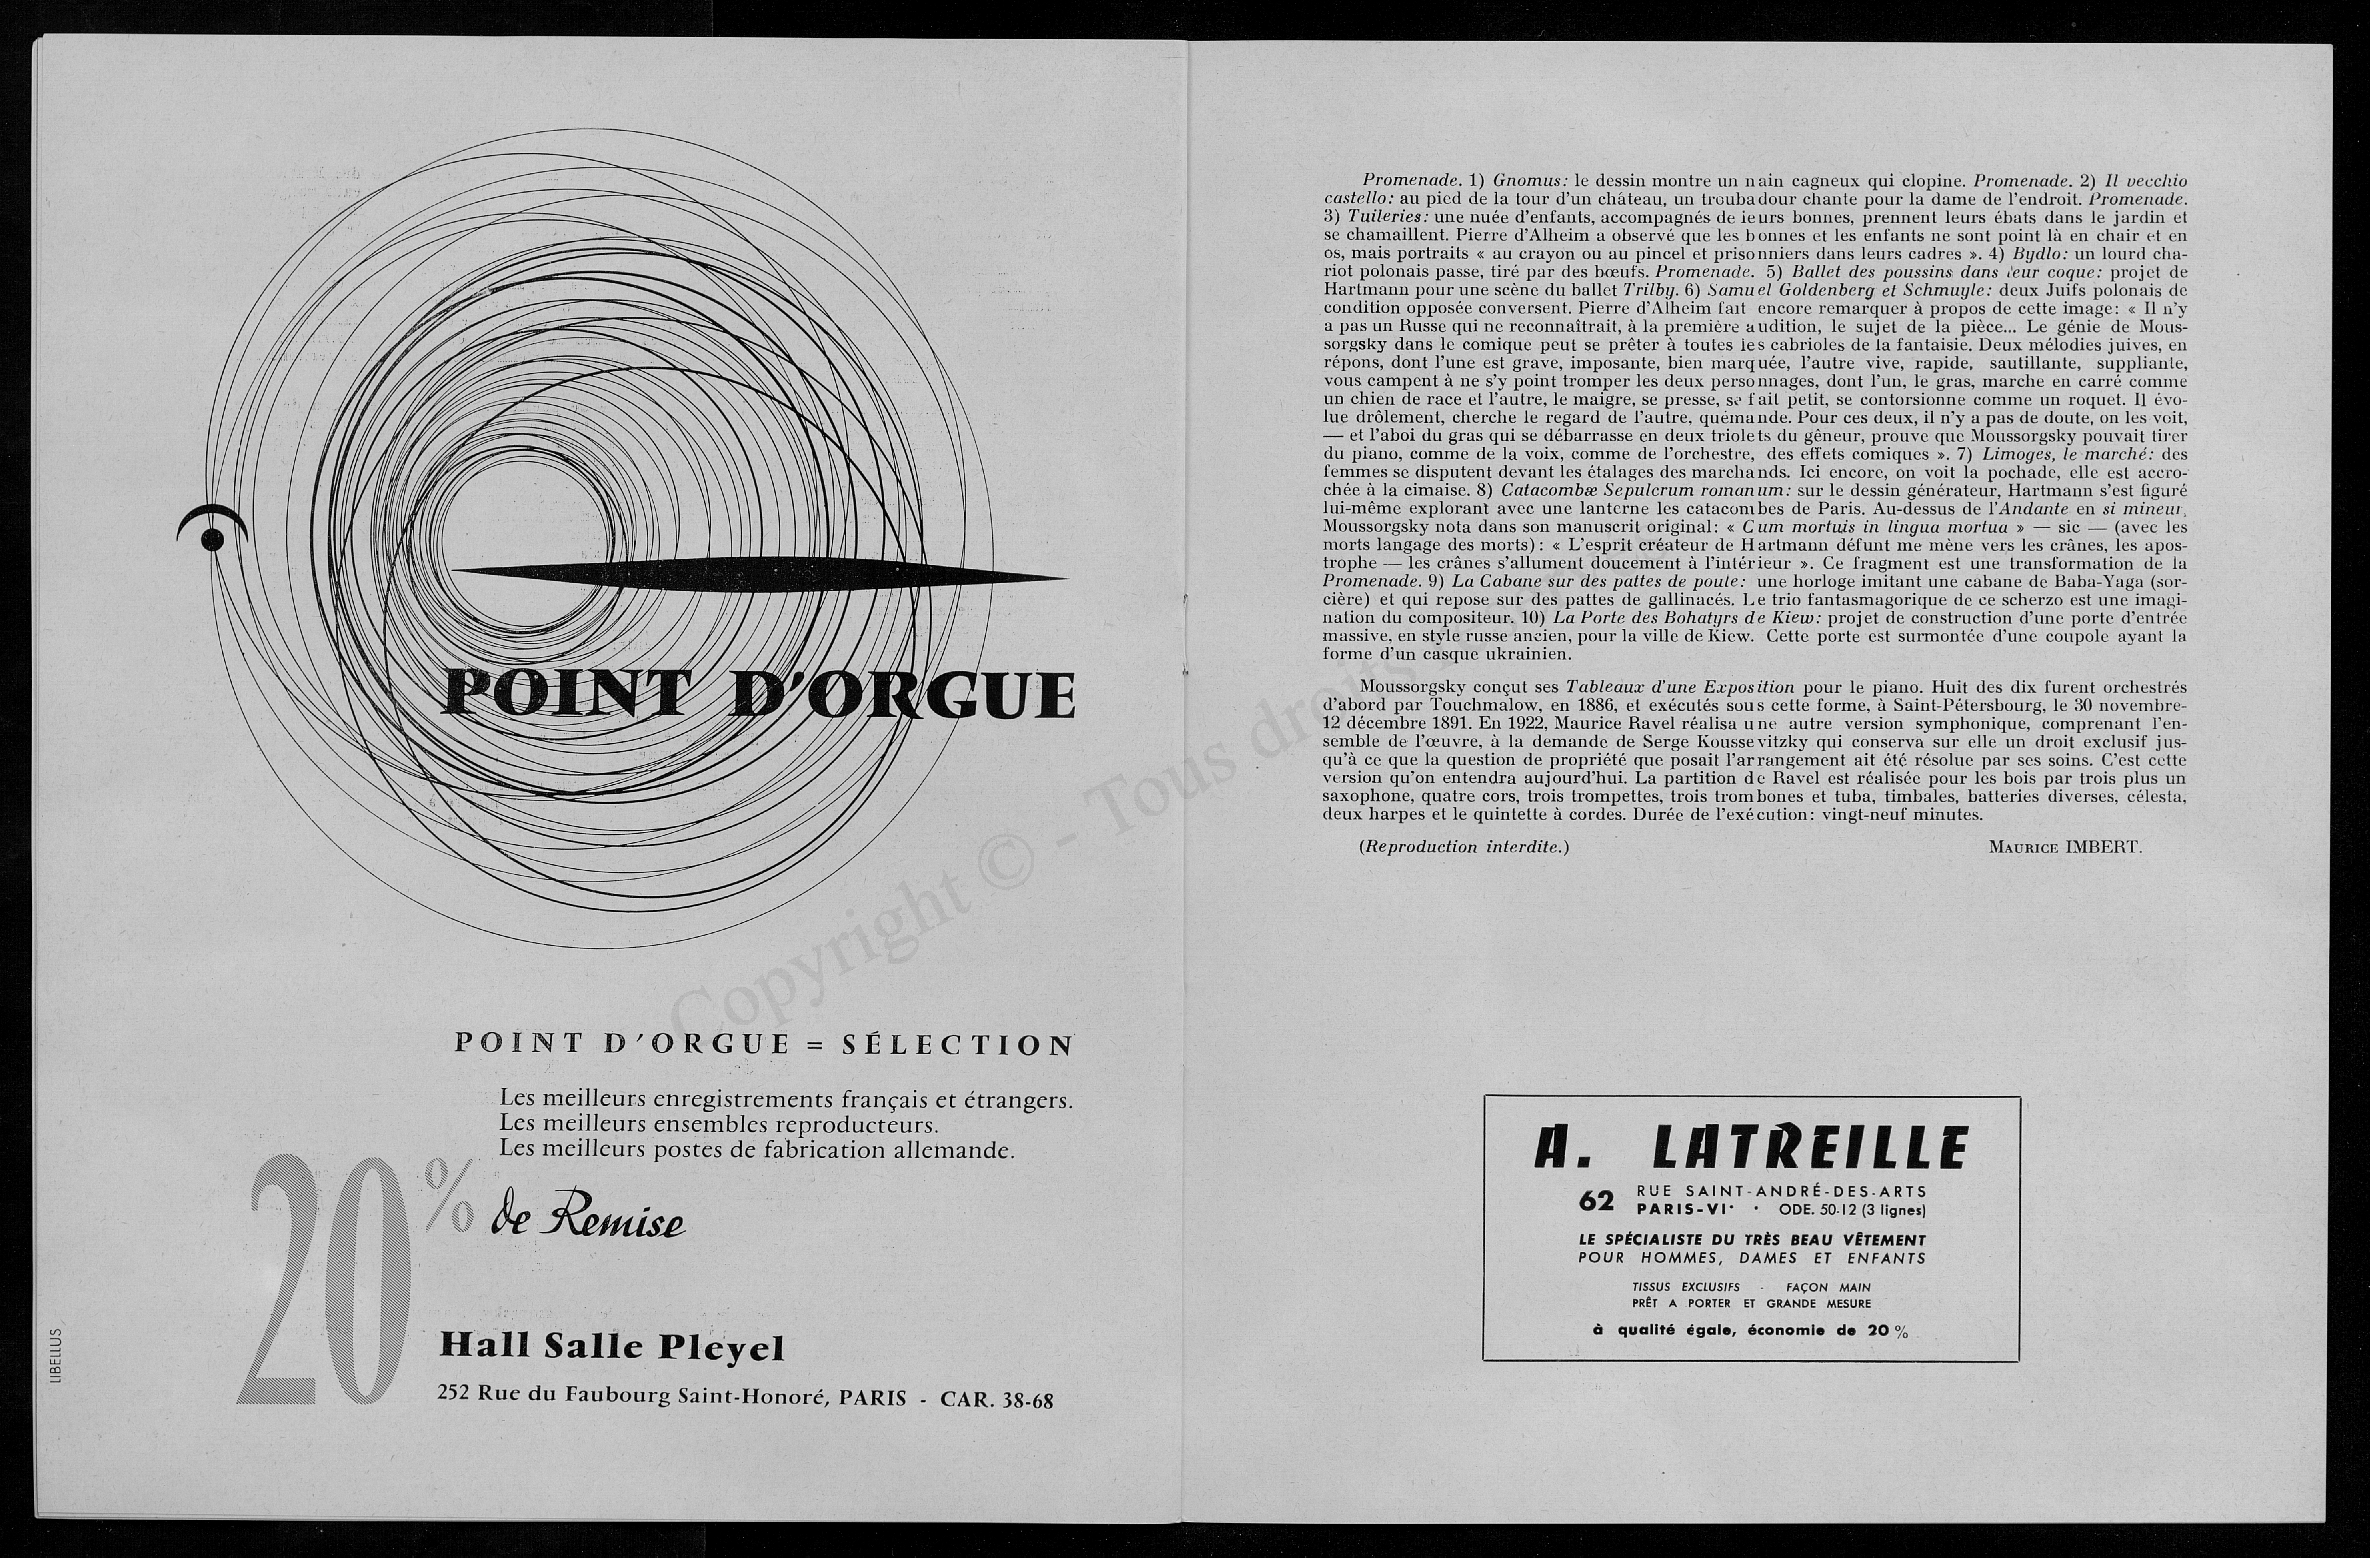 POINT D'ORGUE
POINT D'ORGUE = SÉLECTION
Les meilleurs enregistrements français et étrangers.
Les meilleurs ensembles reproducteurs.
Les meilleurs postes de fabrication allemande.
20% de Remise
Hall Salle Pleyel
252 Rue du Faubourg Saint-Honoré, PARIS - CAR. 38-68
LIBELLUS
Promenade. 1) Gnomus: le dessin montre un nain cagneux qui clopine. Promenade. 2) Il vecchio
castello: au pied de la tour d'un château, un troubadour chante pour la dame de l'endroit. Promenade.
3) Tuileries: une nuée d'enfants, accompagnés de leurs bonnes, prennent leurs ébats dans le jardin et
se chamaillent. Pierre d'Alheim a observé que les bonnes et les enfants ne sont point là en chair et en
os, mais portraits « au crayon ou au pincel et prisonniers dans leurs cadres ». 4) Bydlo: un lourd cha-
riot polonais passe, tiré par des bœufs. Promenade. 5) Ballet des poussins dans leur coque: projet de
Hartmann pour une scène du ballet Trilby. 6) Samuel Goldenberg et Schmuyle: deux Juifs polonais de
condition opposée conversent. Pierre d'Alheim fait encore remarquer à propos de cette image: « Il n'y
a pas un Russe qui ne reconnaîtrait, à la première audition, le sujet de la pièce... Le génie de Mous-
sorgsky dans le comique peut se prêter à toutes les cabrioles de la fantaisie. Deux mélodies juives, en
répons, dont l'une est grave, imposante, bien marquée, l'autre vive, rapide, sautillante, suppliante,
vous campent à ne s'y point tromper les deux personnages, dont l'un, le gras, marche en carré comme
un chien de race et l'autre, le maigre, se presse, se fait petit, se contorsionne comme un roquet. Il évo-
lue drôlement, cherche le regard de l'autre, quémande. Pour ces deux, il n'y a pas de doute, on les voit,
— et l'aboi du gras qui se débarrasse en deux triolets du gêneur, prouve que Moussorgsky pouvait tirer
du piano, comme de la voix, comme de l'orchestre, des effets comiques ». 7) Limoges, le marché: des
femmes se disputent devant les étalages des marchands. Ici encore, on voit la pochade, elle est accro-
chée à la cimaise. 8) Catacombæ Sepulcrum romanum: sur le dessin générateur, Hartmann s'est figuré
lui-même explorant avec une lanterne les catacombes de Paris. Au-dessus de l'Andante en si mineur,
Moussorgsky nota dans son manuscrit original: « Cum mortuis in lingua mortua » — sic — (avec les
morts langage des morts): « L'esprit créateur de Hartmann défunt me mène vers les crânes, les apos-
trophe — les crânes s'allument doucement à l'intérieur ». Ce fragment est une transformation de la
Promenade. 9) La Cabane sur des pattes de poule: une horloge imitant une cabane de Baba-Yaga (sor-
cière) et qui repose sur des pattes de gallinacés. Le trio fantasmagorique de ce scherzo est une imagi-
nation du compositeur. 10) La Porte des Bohatyrs de Kiew: projet de construction d'une porte d'entrée
massive, en style russe ancien, pour la ville de Kiew. Cette porte est surmontée d'une coupole ayant la
forme d'un casque ukrainien.
Moussorgsky conçut ses Tableaux d'une Exposition pour le piano. Huit des dix furent orchestrés
d'abord par Touchmalow, en 1886, et exécutés sous cette forme, à Saint-Pétersbourg, le 30 novembre-
12 décembre 1891. En 1922, Maurice Ravel réalisa une autre version symphonique, comprenant l'en-
semble de l'œuvre, à la demande de Serge Koussevitzky qui conserva sur elle un droit exclusif jus-
qu'à ce que la question de propriété que posait l'arrangement ait été résolue par ses soins. C'est cette
version qu'on entendra aujourd'hui. La partition de Ravel est réalisée pour les bois par trois plus un
saxophone, quatre cors, trois trompettes, trois trombones et tuba, timbales, batteries diverses, célesta,
deux harpes et le quintette à cordes. Durée de l'exécution: vingt-neuf minutes.
(Reproduction interdite.) MAURICE IMBERT.
A. LATREILLE
62 RUE SAINT-ANDRÉ-DES-ARTS
PARIS-VI• • ODE. 50-12 (3 lignes)
LE SPÉCIALISTE DU TRÈS BEAU VÊTEMENT
POUR HOMMES, DAMES ET ENFANTS
TISSUS EXCLUSIFS - FAÇON MAIN
PRÊT A PORTER ET GRANDE MESURE
à qualité égale, économie de 20 %
Copyright © - Tous droits